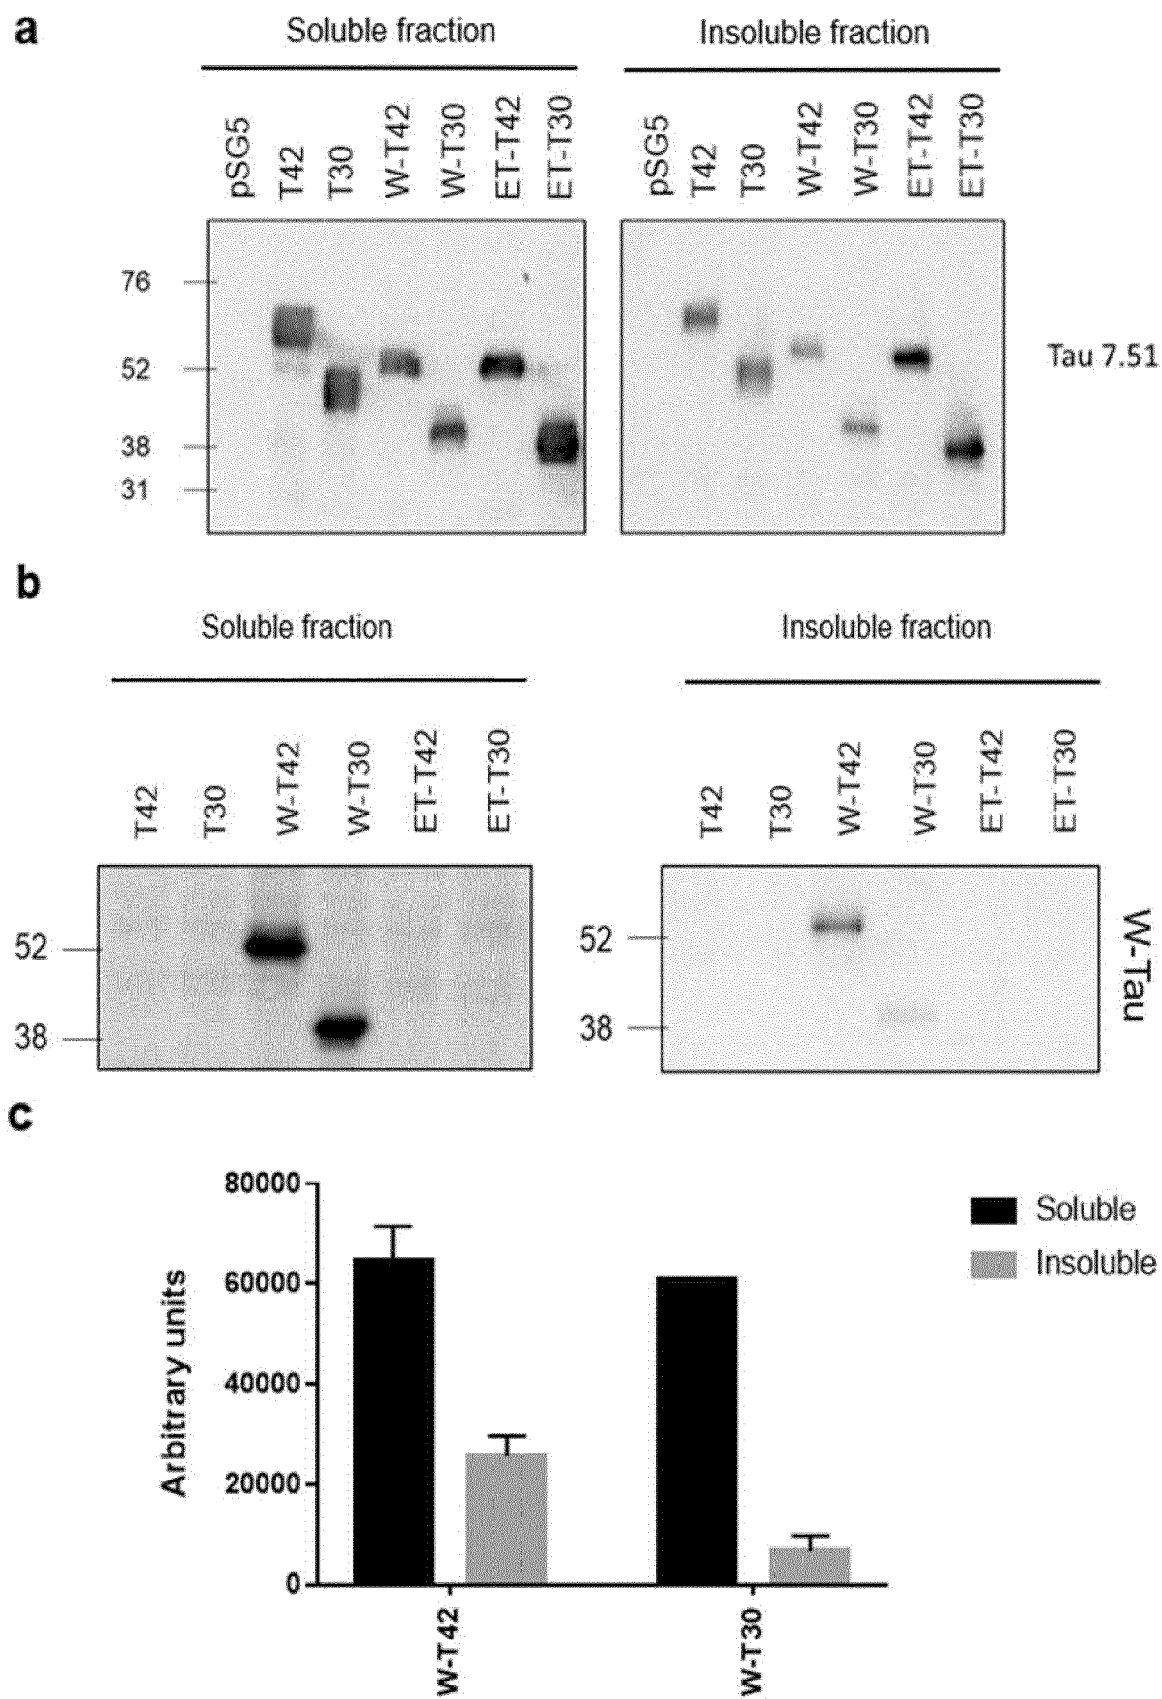 a
Soluble fraction
Insoluble fraction
pSG5
T42
T30
W-T42
W-T30
ET-T42
ET-T30
pSG5
T42
T30
W-T42
W-T30
ET-T42
ET-T30
76
52
38
31
Tau 7.51
b
Soluble fraction
Insoluble fraction
T42
T30
W-T42
W-T30
ET-T42
ET-T30
T42
T30
W-T42
W-T30
ET-T42
ET-T30
52
38
52
38
W-Tau
c
80000
60000
40000
20000
0
Arbitrary units
Soluble
Insoluble
W-T42
W-T30